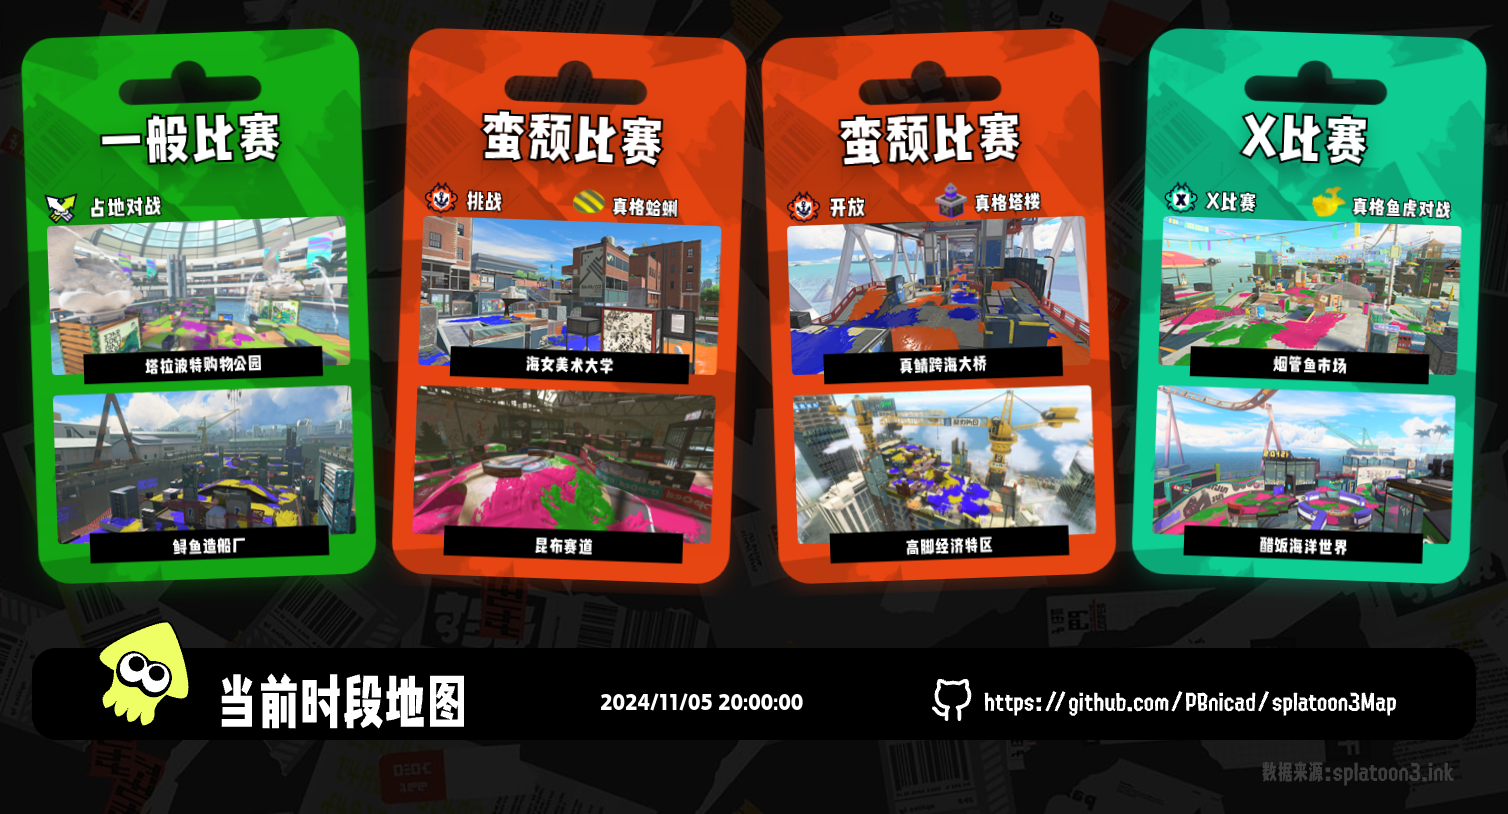 一般比赛
占地对战
塔拉波特购物公园
鲟鱼造船厂
蛮颓比赛
挑战
真格蛤蜊
海女美术大学
昆布赛道
蛮颓比赛
开放
真格塔楼
真鲷跨海大桥
高脚经济特区
X比赛
X比赛
真格鱼虎对战
烟管鱼市场
醋饭海洋世界
当前时段地图
2024/11/05 20:00:00
https://github.com/PBnicad/splatoon3Map
数据来源:splatoon3.ink